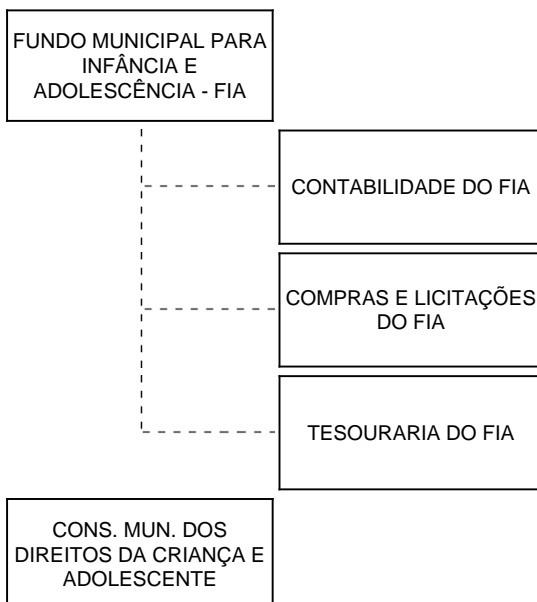 FUNDO MUNICIPAL PARA
INFÂNCIA E
ADOLESCÊNCIA - FIA
CONTABILIDADE DO FIA
COMPRAS E LICITAÇÕES
DO FIA
TESOURARIA DO FIA
CONS. MUN. DOS
DIREITOS DA CRIANÇA E
ADOLESCENTE